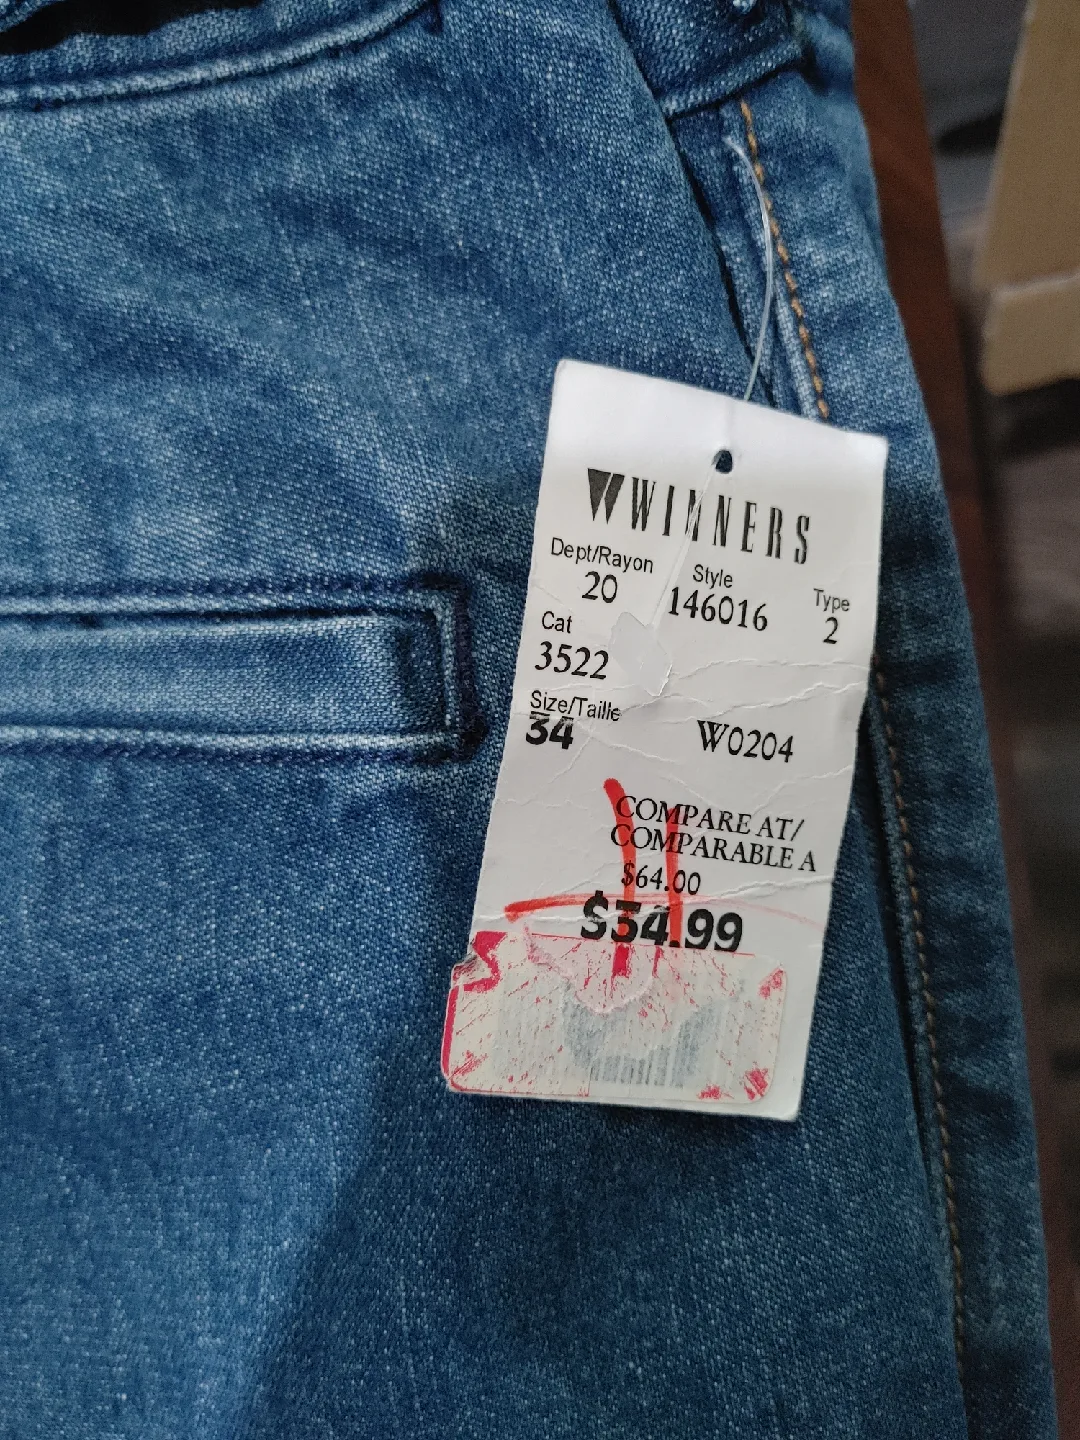 WINNERS
Dept/Rayon Style Type
20 146016 2
Cat
3522
Size/Taille
34 W0204
COMPARE AT/
COMPARABLE A
$64.00
$34.99